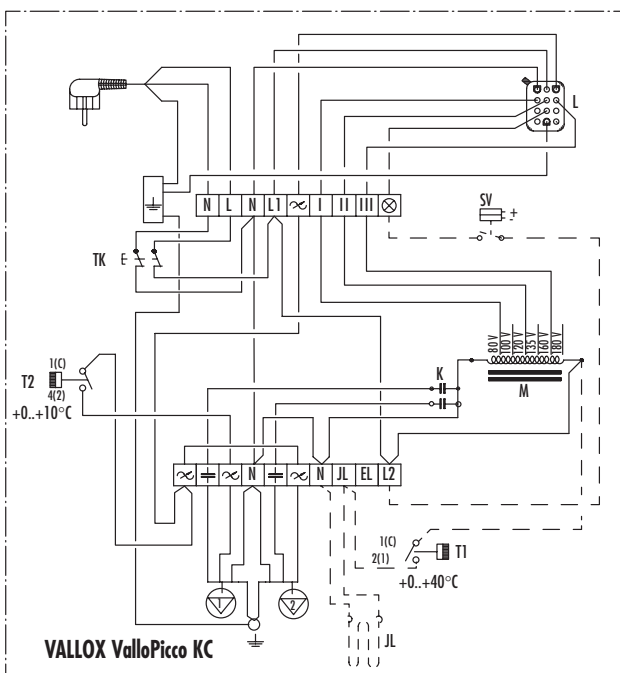 L
N L N L1 I II III
SV
+
TK E
80 V 100 V 120 V 135 V 160 V 180 V
1(C)
T2
4(2)
+0..+10°C
K
M
N N JL EL L2
1(C)
T1
2(1)
+0..+40°C
1 2
JL
VALLOX ValloPicco KC